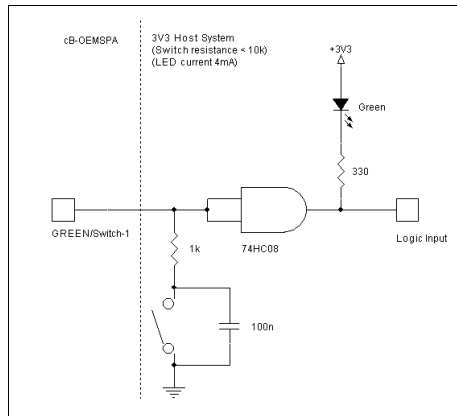 cB-OEMSPA
3V3 Host System
(Switch resistance < 10k)
(LED current 4mA)
+3V3
Green
330
GREEN/Switch-1
74HC08
Logic Input
1k
100n